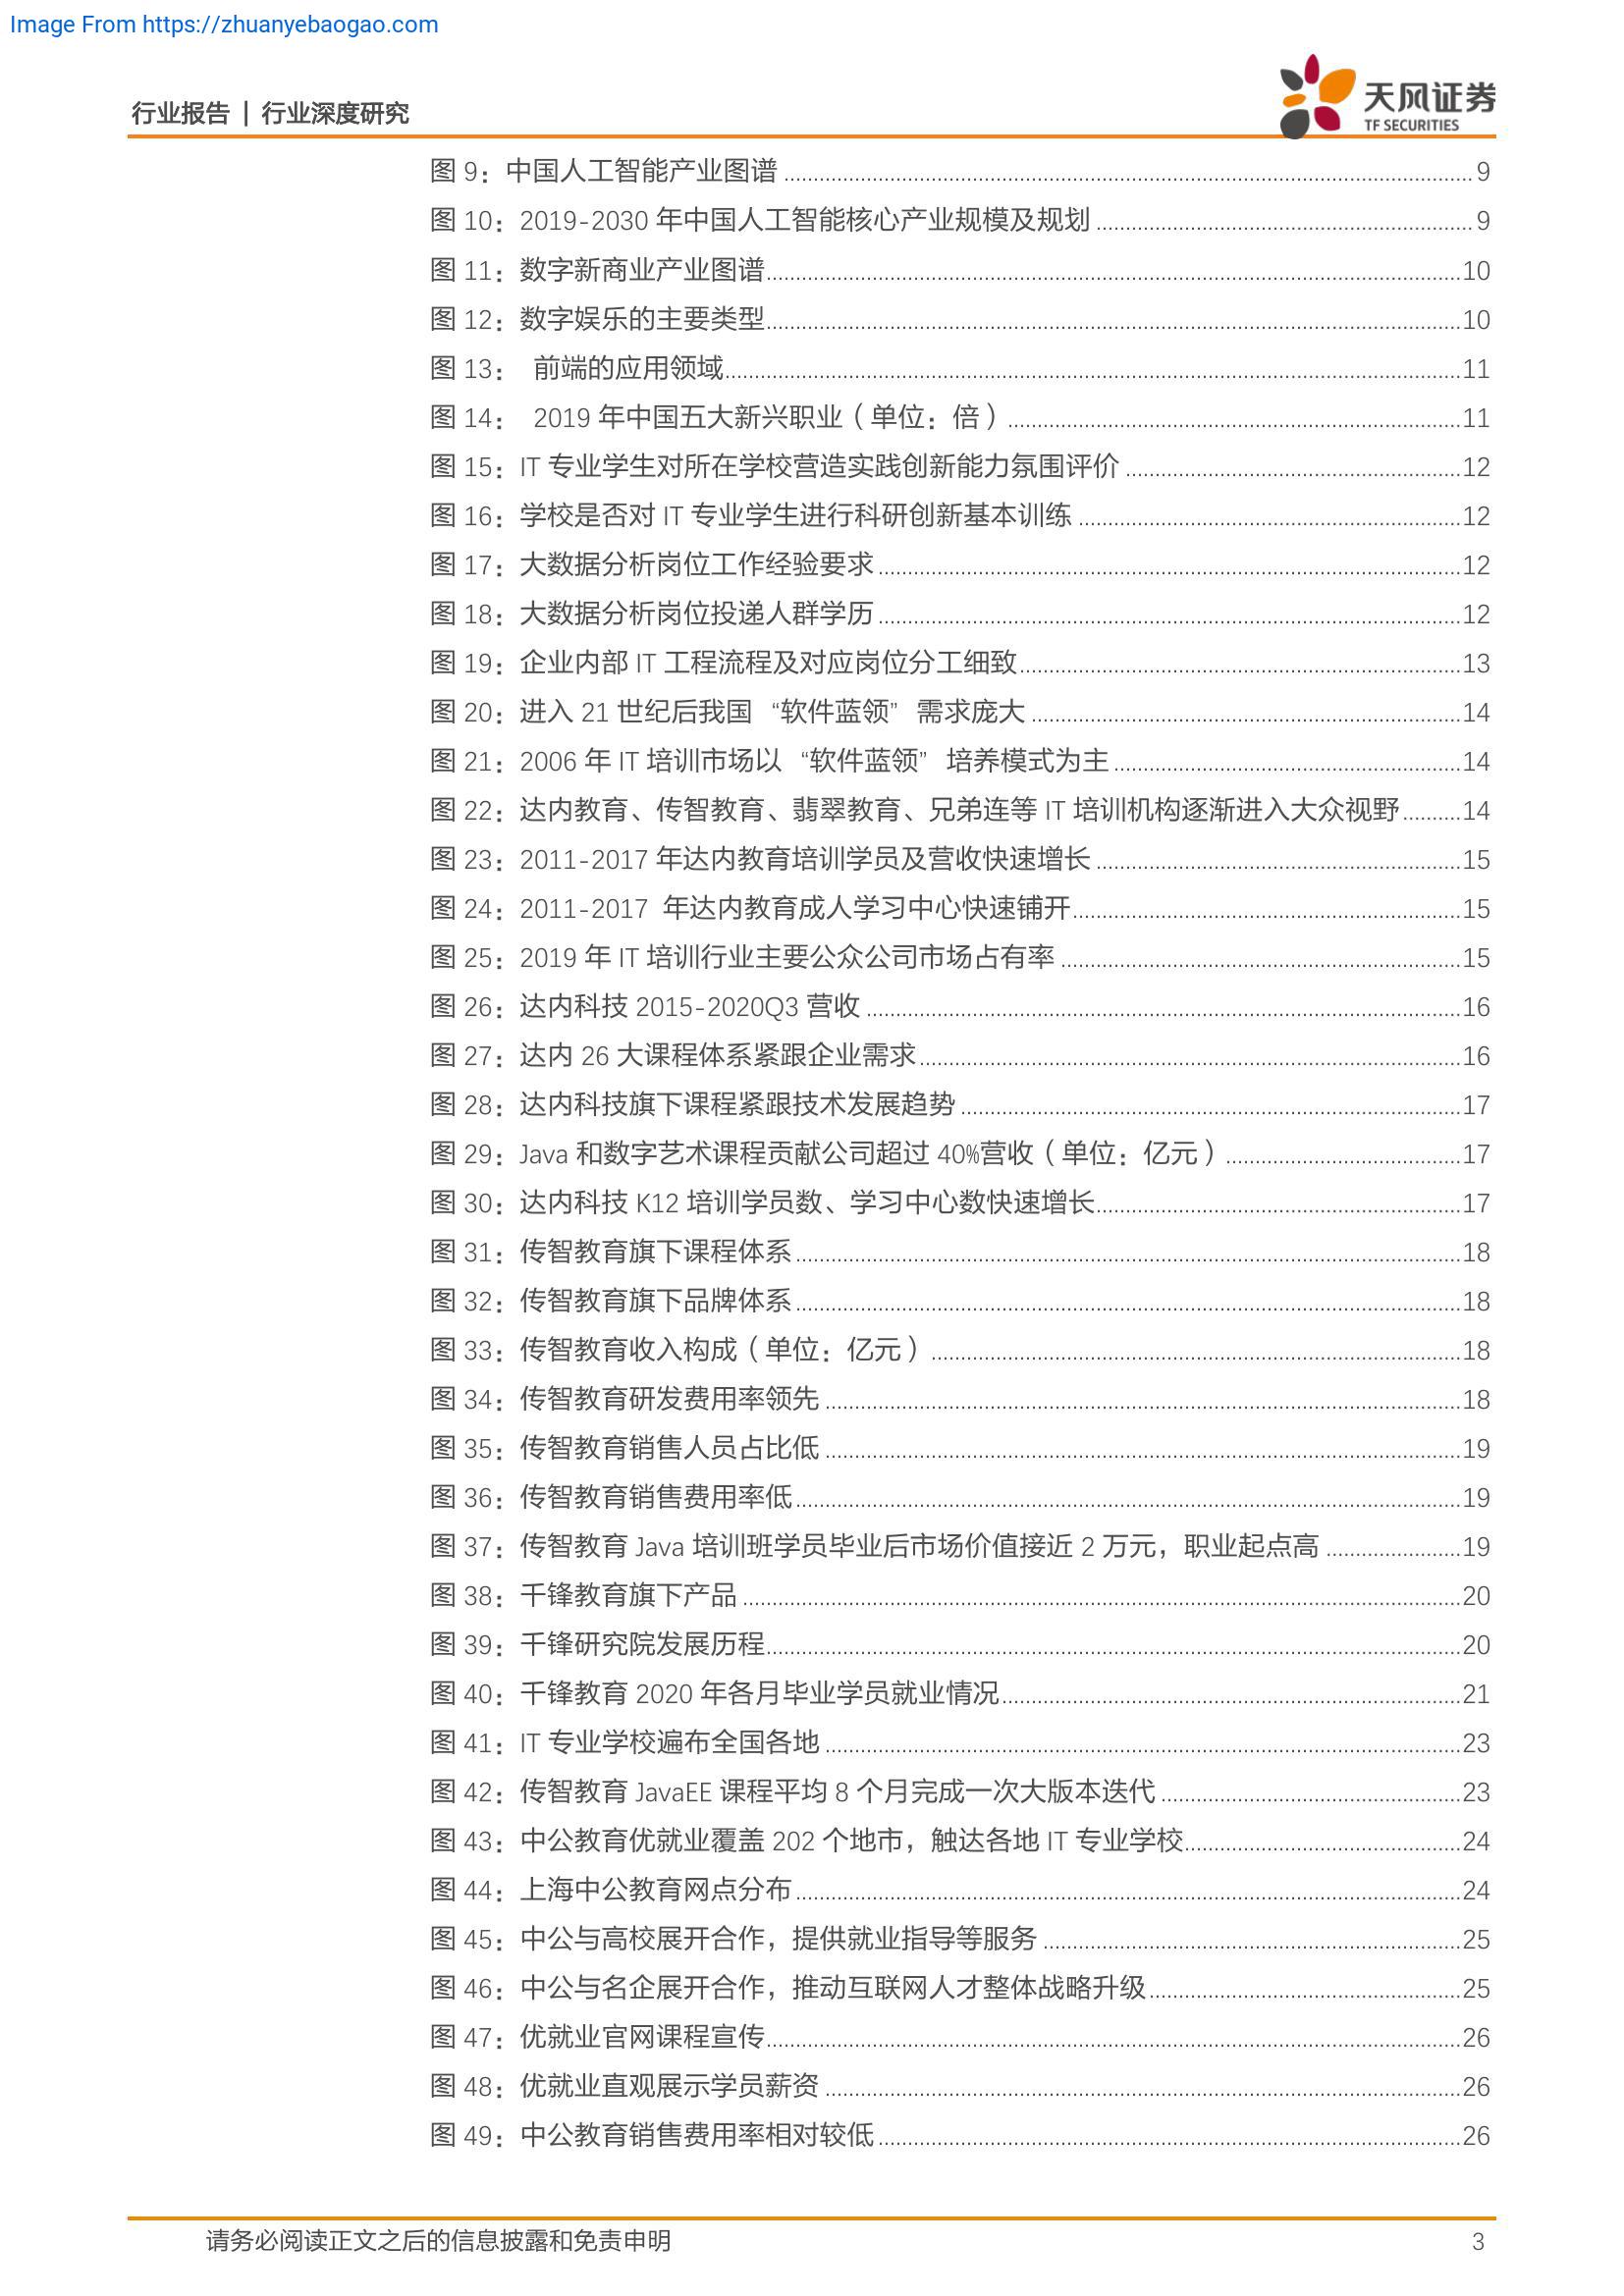 Image From https://zhuanyebaogao.com
行业报告 | 行业深度研究
天风证券
TF SECURITIES
图 9：中国人工智能产业图谱 9
图 10：2019-2030 年中国人工智能核心产业规模及规划 9
图 11：数字新商业产业图谱 10
图 12：数字娱乐的主要类型 10
图 13： 前端的应用领域 11
图 14： 2019 年中国五大新兴职业（单位：倍） 11
图 15：IT 专业学生对所在学校营造实践创新能力氛围评价 12
图 16：学校是否对 IT 专业学生进行科研创新基本训练 12
图 17：大数据分析岗位工作经验要求 12
图 18：大数据分析岗位投递人群学历 12
图 19：企业内部 IT 工程流程及对应岗位分工细致 13
图 20：进入 21 世纪后我国 “软件蓝领” 需求庞大 14
图 21：2006 年 IT 培训市场以 “软件蓝领” 培养模式为主 14
图 22：达内教育、传智教育、翡翠教育、兄弟连等 IT 培训机构逐渐进入大众视野 14
图 23：2011-2017 年达内教育培训学员及营收快速增长 15
图 24：2011-2017 年达内教育成人学习中心快速铺开 15
图 25：2019 年 IT 培训行业主要公众公司市场占有率 15
图 26：达内科技 2015-2020Q3 营收 16
图 27：达内 26 大课程体系紧跟企业需求 16
图 28：达内科技旗下课程紧跟技术发展趋势 17
图 29：Java 和数字艺术课程贡献公司超过 40%营收（单位：亿元） 17
图 30：达内科技 K12 培训学员数、学习中心数快速增长 17
图 31：传智教育旗下课程体系 18
图 32：传智教育旗下品牌体系 18
图 33：传智教育收入构成（单位：亿元） 18
图 34：传智教育研发费用率领先 18
图 35：传智教育销售人员占比低 19
图 36：传智教育销售费用率低 19
图 37：传智教育 Java 培训班学员毕业后市场价值接近 2 万元，职业起点高 19
图 38：千锋教育旗下产品 20
图 39：千锋研究院发展历程 20
图 40：千锋教育 2020 年各月毕业学员就业情况 21
图 41：IT 专业学校遍布全国各地 23
图 42：传智教育 JavaEE 课程平均 8 个月完成一次大版本迭代 23
图 43：中公教育优就业覆盖 202 个地市，触达各地 IT 专业学校 24
图 44：上海中公教育网点分布 24
图 45：中公与高校展开合作，提供就业指导等服务 25
图 46：中公与名企展开合作，推动互联网人才整体战略升级 25
图 47：优就业官网课程宣传 26
图 48：优就业直观展示学员薪资 26
图 49：中公教育销售费用率相对较低 26
请务必阅读正文之后的信息披露和免责申明 3